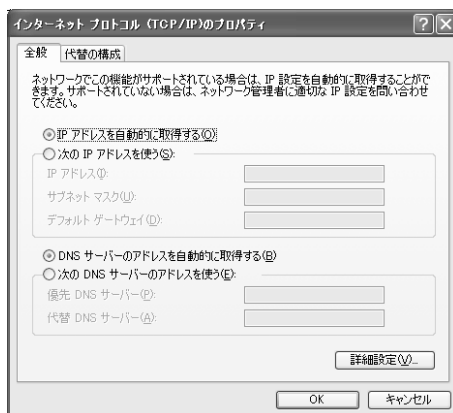 インターネット プロトコル (TCP/IP)のプロパティ
全般
代替の構成
ネットワークでこの機能がサポートされている場合は、IP 設定を自動的に取得することがで
きます。サポートされていない場合は、ネットワーク管理者に適切な IP 設定を問い合わせ
てください。
IP アドレスを自動的に取得する(O)
次の IP アドレスを使う(S):
IP アドレス(I):
サブネット マスク(U):
デフォルト ゲートウェイ(D):
DNS サーバーのアドレスを自動的に取得する(B)
次の DNS サーバーのアドレスを使う(E):
優先 DNS サーバー(P):
代替 DNS サーバー(A):
詳細設定(V)...
OK
キャンセル